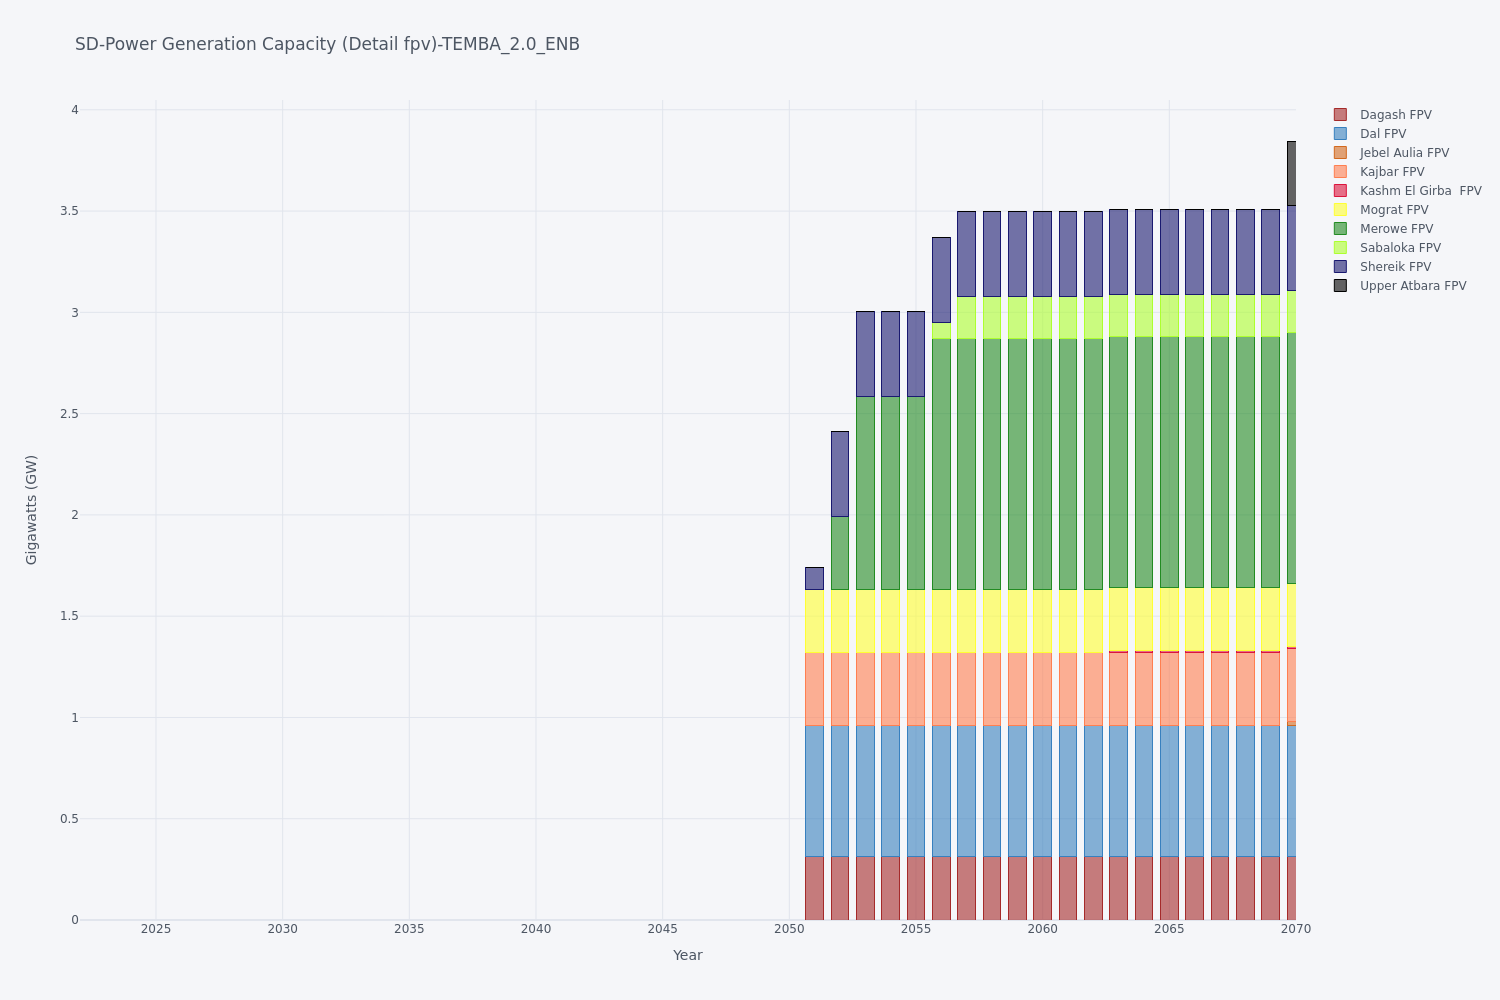 SD-Power Generation Capacity (Detail fpv)-TEMBA_2.0_ENB
4
3.5
3
2.5
2
1.5
1
0.5
0
Gigawatts (GW)
2025 2030 2035 2040 2045 2050 2055 2060 2065 2070
Year
Dagash FPV
Dal FPV
Jebel Aulia FPV
Kajbar FPV
Kashm El Girba  FPV
Mograt FPV
Merowe FPV
Sabaloka FPV
Shereik FPV
Upper Atbara FPV